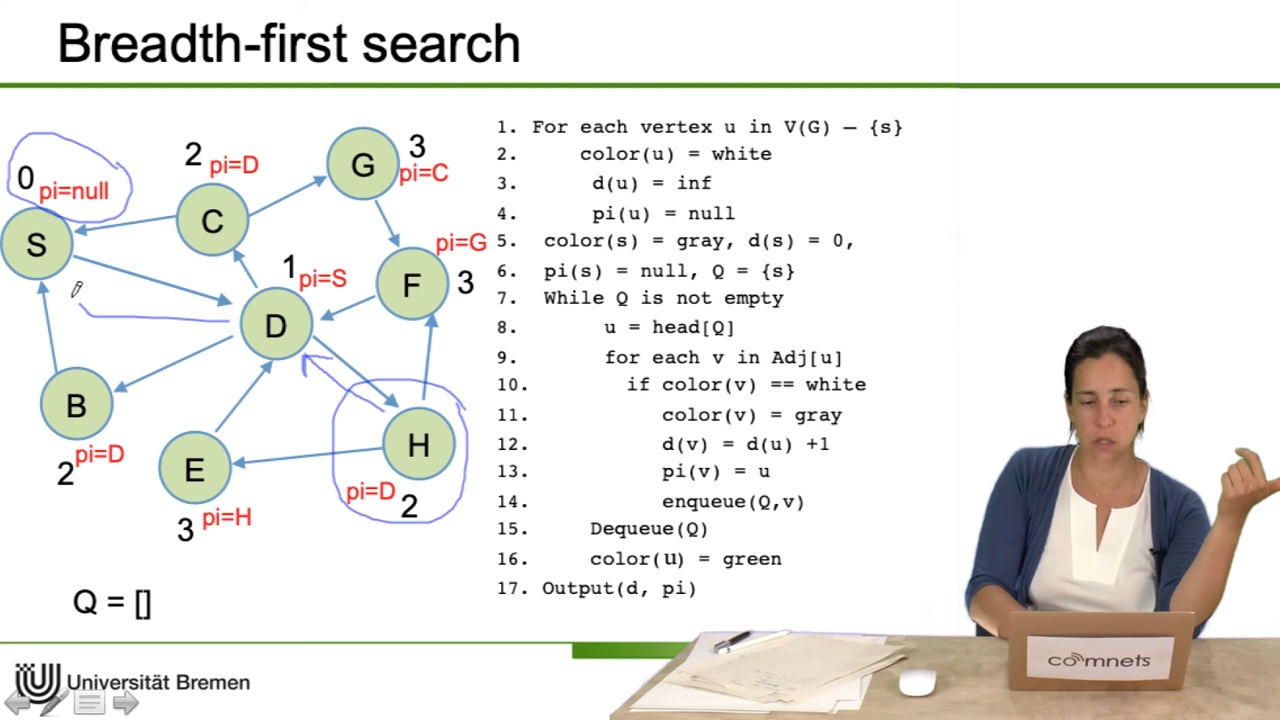 Breadth-first search
0 pi=null
S
2 pi=D
C
G
3
pi=C
1 pi=S
D
pi=G
F
3
B
2 pi=D
E
3 pi=H
H
pi=D 2
Q = []
1. For each vertex u in V(G) – {s}
2. color(u) = white
3. d(u) = inf
4. pi(u) = null
5. color(s) = gray, d(s) = 0,
6. pi(s) = null, Q = {s}
7. While Q is not empty
8. u = head[Q]
9. for each v in Adj[u]
10. if color(v) == white
11. color(v) = gray
12. d(v) = d(u) +1
13. pi(v) = u
14. enqueue(Q,v)
15. Dequeue(Q)
16. color(u) = green
17. Output(d, pi)
Universität Bremen
comnets